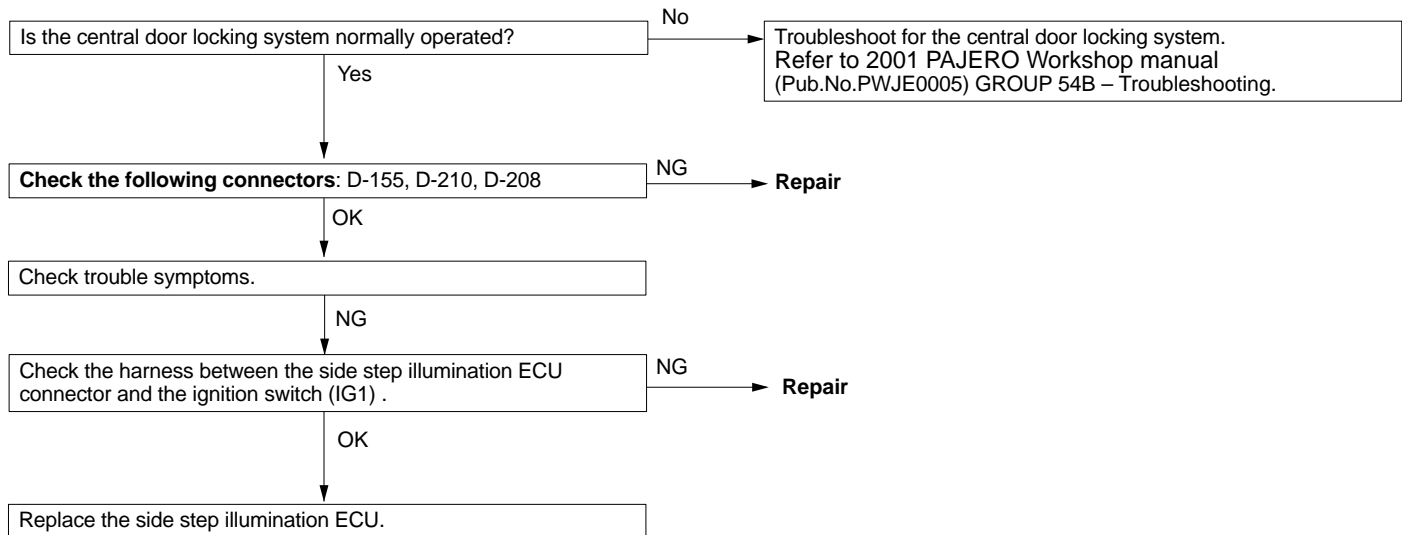 No
Is the central door locking system normally operated?
Troubleshoot for the central door locking system.
Refer to 2001 PAJERO Workshop manual
(Pub.No.PWJE0005) GROUP 54B – Troubleshooting.
Yes
Check the following connectors: D-155, D-210, D-208
NG
Repair
OK
Check trouble symptoms.
NG
Check the harness between the side step illumination ECU
connector and the ignition switch (IG1) .
NG
Repair
OK
Replace the side step illumination ECU.